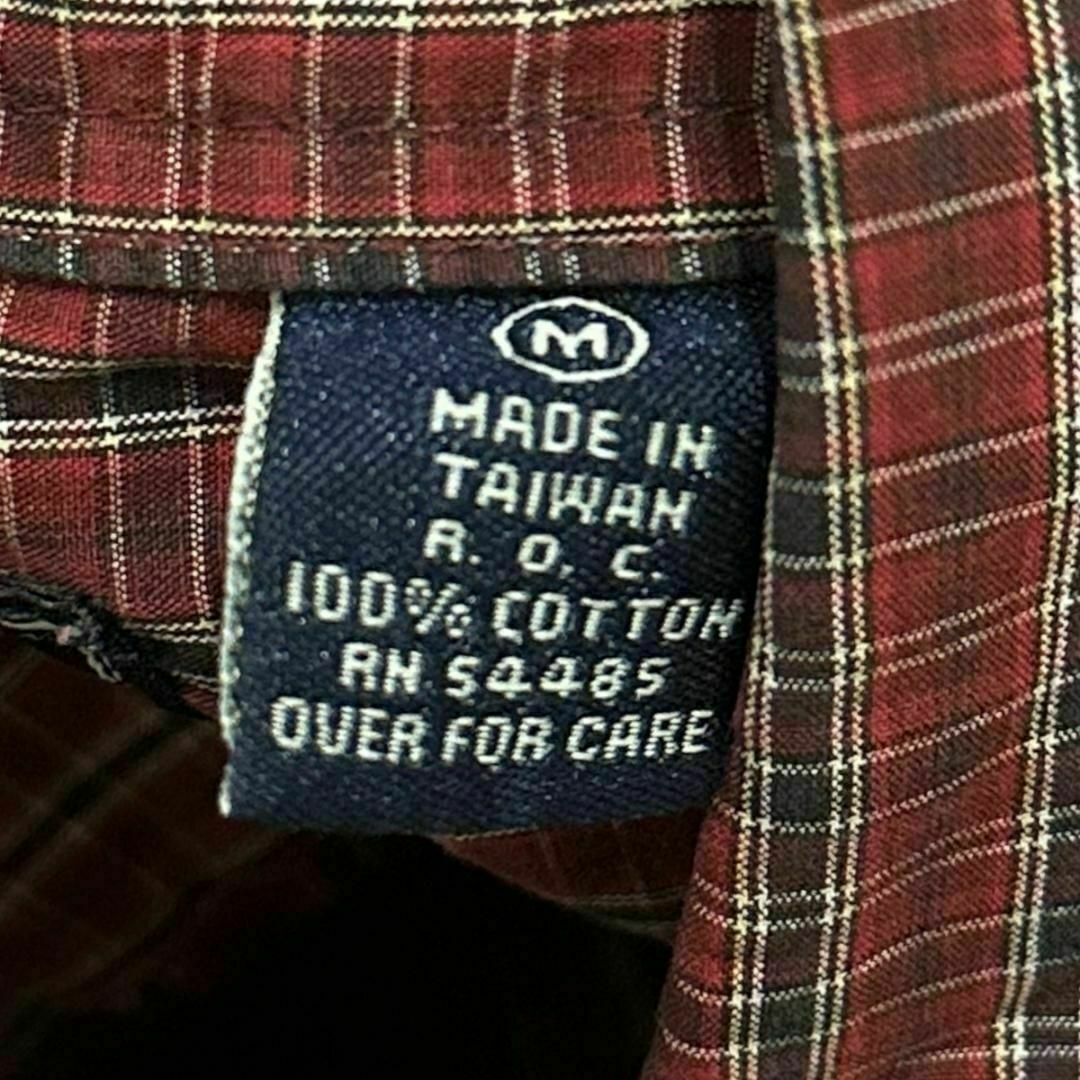 M
MADE IN
TAIWAN
R. O. C.
100% COTTON
RN 54485
OVER FOR CARE